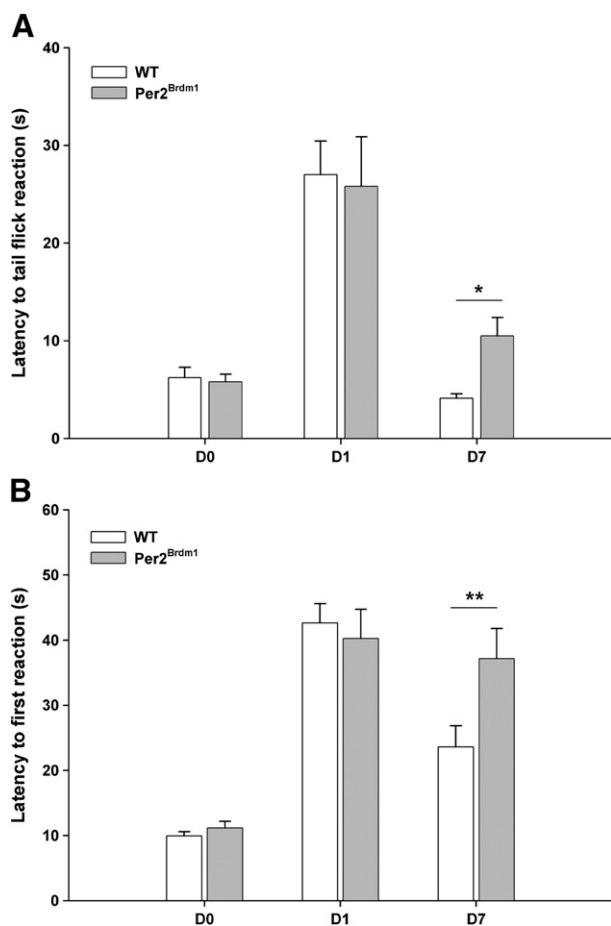 A
Latency to tail flick reaction (s)
40
30
20
10
0
WT
Per2Brdm1
*
D0 D1 D7
B
Latency to first reaction (s)
60
50
40
30
20
10
0
WT
Per2Brdm1
**
D0 D1 D7